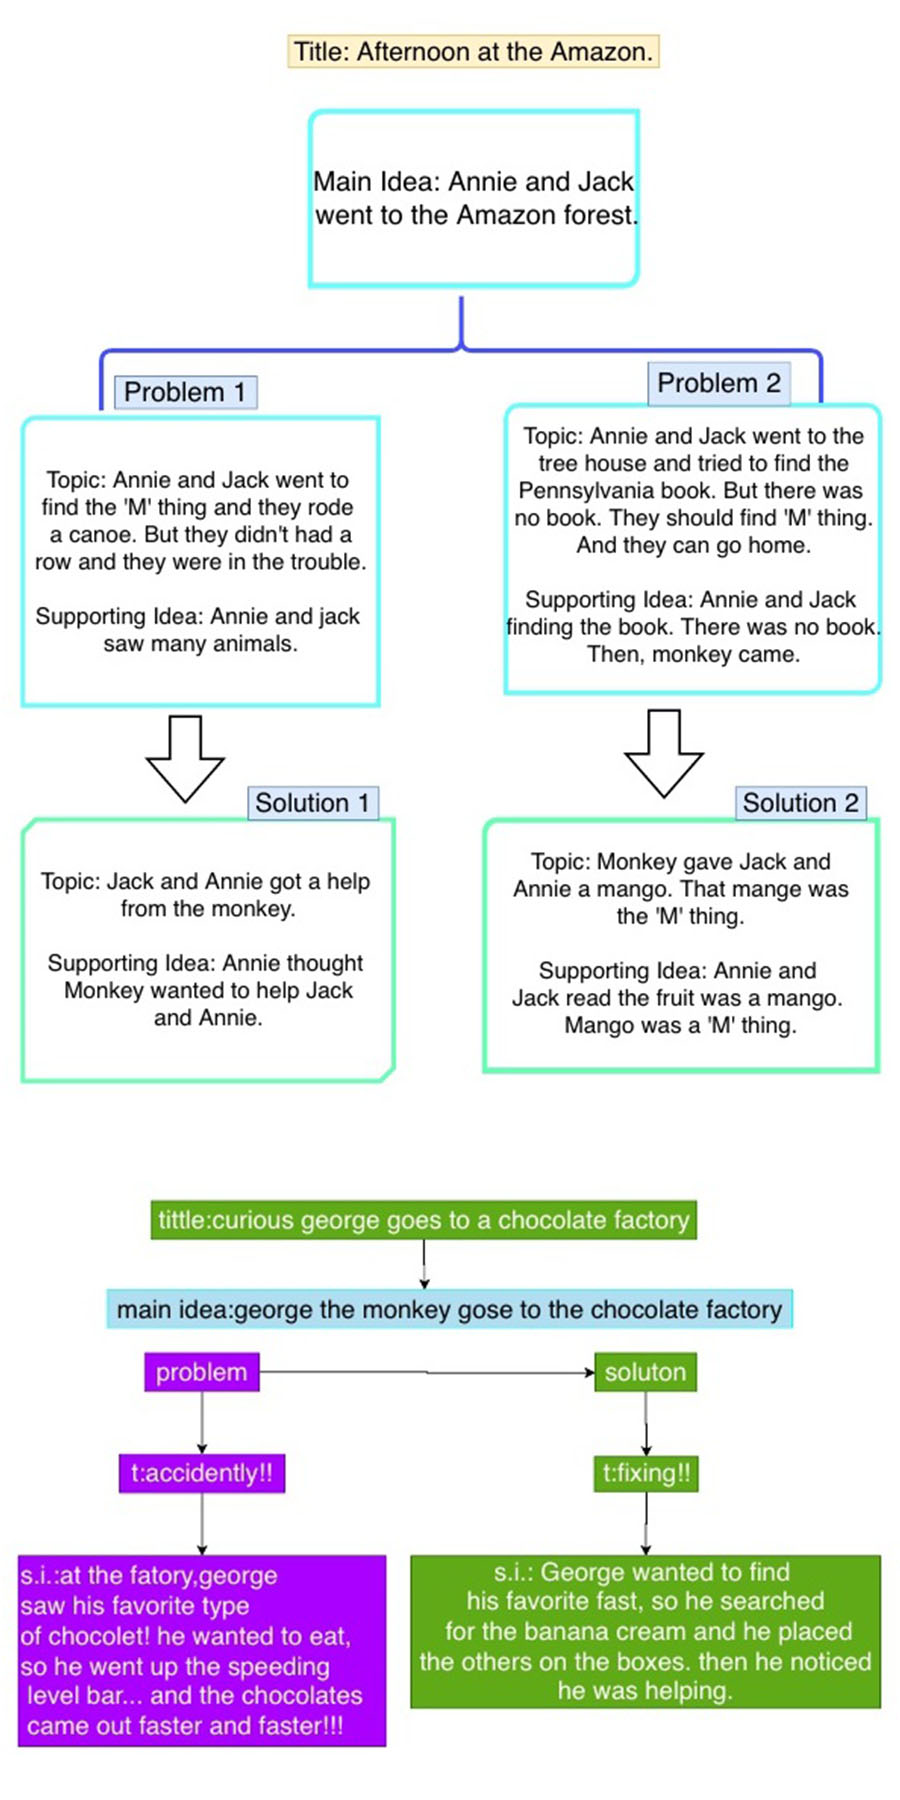 Title: Afternoon at the Amazon.
Main Idea: Annie and Jack
went to the Amazon forest.
Problem 1
Topic: Annie and Jack went to
find the 'M' thing and they rode
a canoe. But they didn't had a
row and they were in the trouble.
Supporting Idea: Annie and jack
saw many animals.
Problem 2
Topic: Annie and Jack went to the
tree house and tried to find the
Pennsylvania book. But there was
no book. They should find 'M' thing.
And they can go home.
Supporting Idea: Annie and Jack
finding the book. There was no book.
Then, monkey came.
Solution 1
Topic: Jack and Annie got a help
from the monkey.
Supporting Idea: Annie thought
Monkey wanted to help Jack
and Annie.
Solution 2
Topic: Monkey gave Jack and
Annie a mango. That mange was
the 'M' thing.
Supporting Idea: Annie and
Jack read the fruit was a mango.
Mango was a 'M' thing.
tittle:curious george goes to a chocolate factory
main idea:george the monkey gose to the chocolate factory
problem
soluton
t:accidently!!
t:fixing!!
s.i.:at the fatory,george
saw his favorite type
of chocolet! he wanted to eat,
so he went up the speeding
level bar... and the chocolates
came out faster and faster!!!
s.i.: George wanted to find
his favorite fast, so he searched
for the banana cream and he placed
the others on the boxes. then he noticed
he was helping.